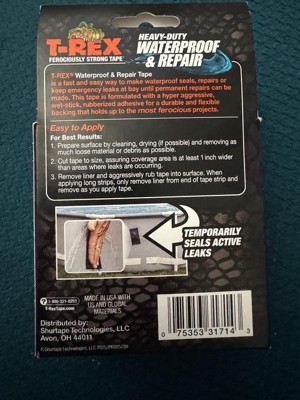 T-REX®
FEROCIOUSLY STRONG TAPE™
HEAVY-DUTY
WATERPROOF
& REPAIR
T-REX® Waterproof & Repair Tape
is a fast and easy way to make waterproof seals, repairs or
keep emergency leaks at bay until permanent repairs can be
made. This tape is formulated with a hyper aggressive,
wet-stick, rubberized adhesive for a durable and flexible
backing that holds up to the most ferocious projects.
Easy to Apply
For Best Results:
1. Prepare surface by cleaning, drying (if possible) and removing as
much loose material or debris as possible.
2. Cut tape to size, assuring coverage area is at least 1 inch wider
than areas where leaks are occurring.
3. Remove liner and aggressively rub tape onto surface. When
applying long strips, only remove liner from end of tape strip and
remove as you apply tape.
TEMPORARILY
SEALS ACTIVE
LEAKS
T-RexTape.com
MADE IN USA WITH
US AND GLOBAL
MATERIALS
Distributed by:
Shurtape Technologies, LLC
Avon, OH 44011
0 75353 31714 3